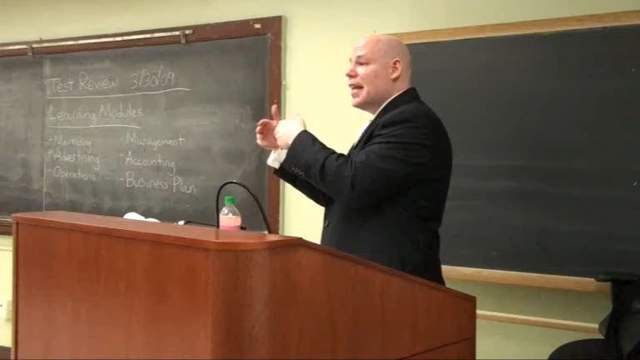 Test Review 3/30/09
Learning Modules
- Marketing - Management
- Advertising - Accounting
- Operations - Business Plan